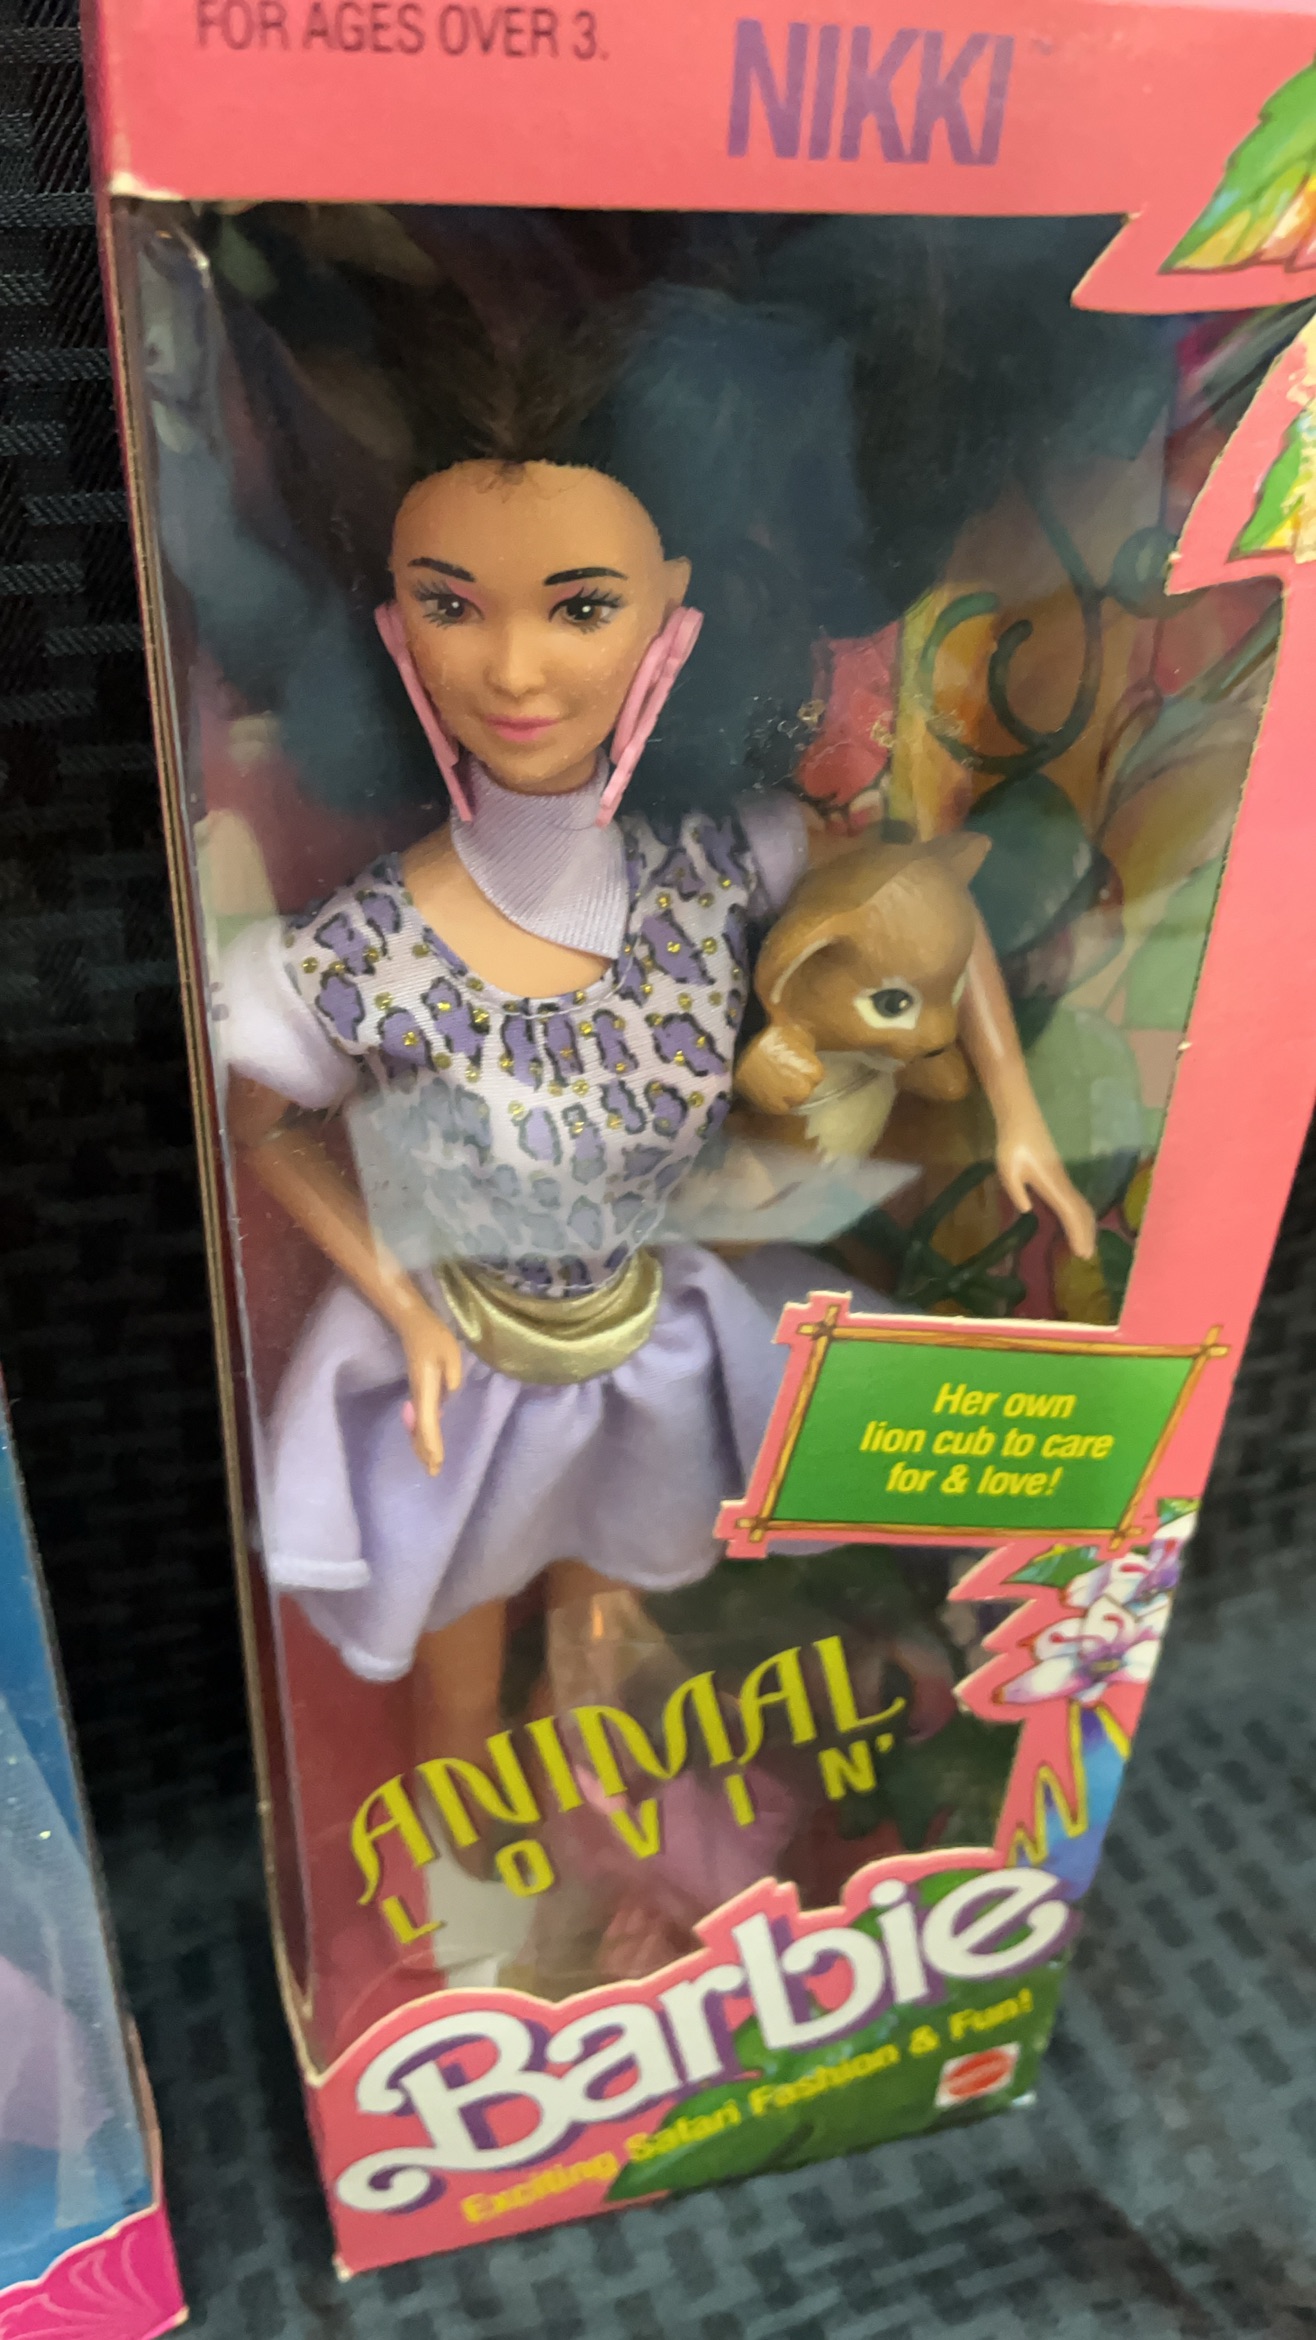 FOR AGES OVER 3.
NIKKI™
Her own
lion cub to care
for & love!
ANIMAL
LOVIN'
Barbie
Exciting Safari Fashion & Fun!